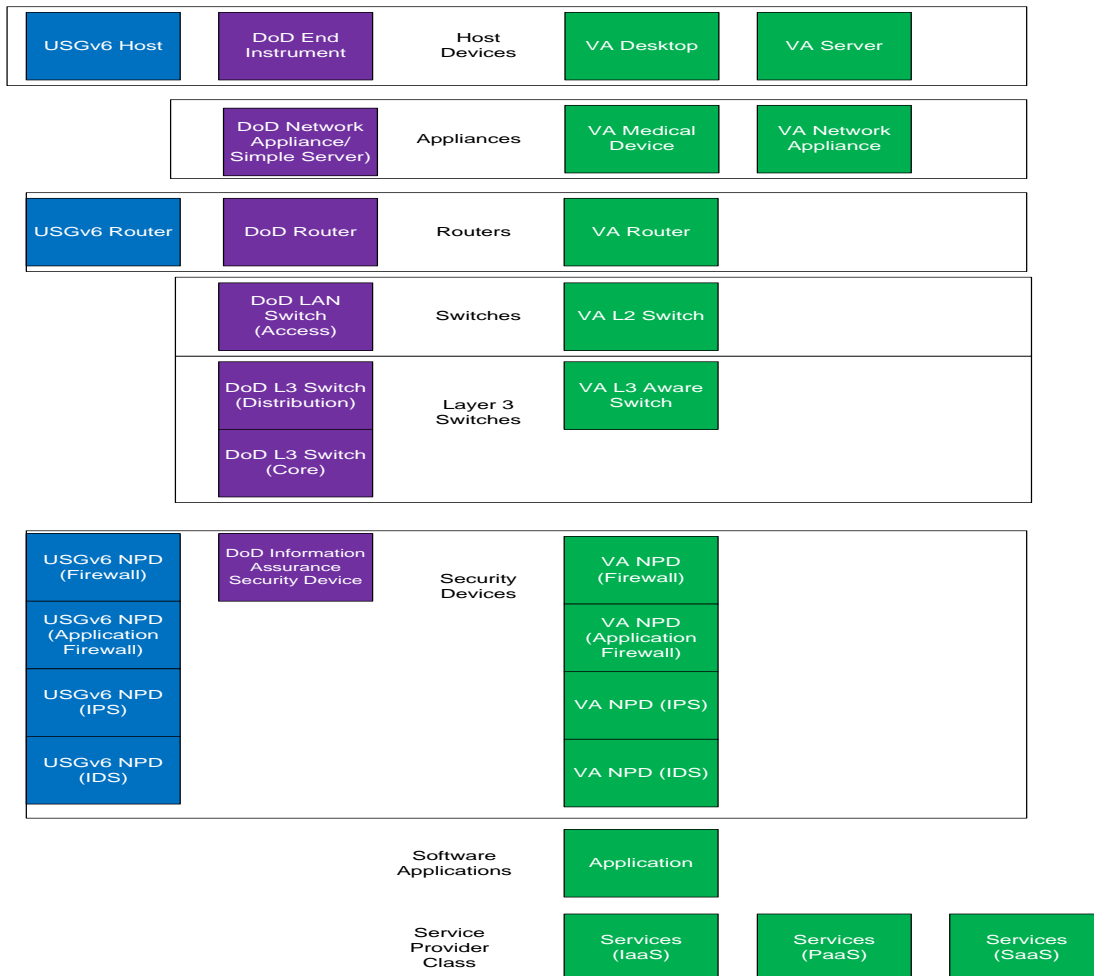 USGv6 Host
DoD End
Instrument
Host
Devices
VA Desktop
VA Server
DoD Network
Appliance/
Simple Server)
Appliances
VA Medical
Device
VA Network
Appliance
USGv6 Router
DoD Router
Routers
VA Router
DoD LAN
Switch
(Access)
Switches
VA L2 Switch
DoD L3 Switch
(Distribution)
Layer 3
Switches
VA L3 Aware
Switch
DoD L3 Switch
(Core)
USGv6 NPD
(Firewall)
DoD Information
Assurance
Security Device
Security
Devices
VA NPD
(Firewall)
USGv6 NPD
(Application
Firewall)
VA NPD
(Application
Firewall)
USGv6 NPD
(IPS)
VA NPD (IPS)
USGv6 NPD
(IDS)
VA NPD (IDS)
Software
Applications
Application
Service
Provider
Class
Services
(IaaS)
Services
(PaaS)
Services
(SaaS)